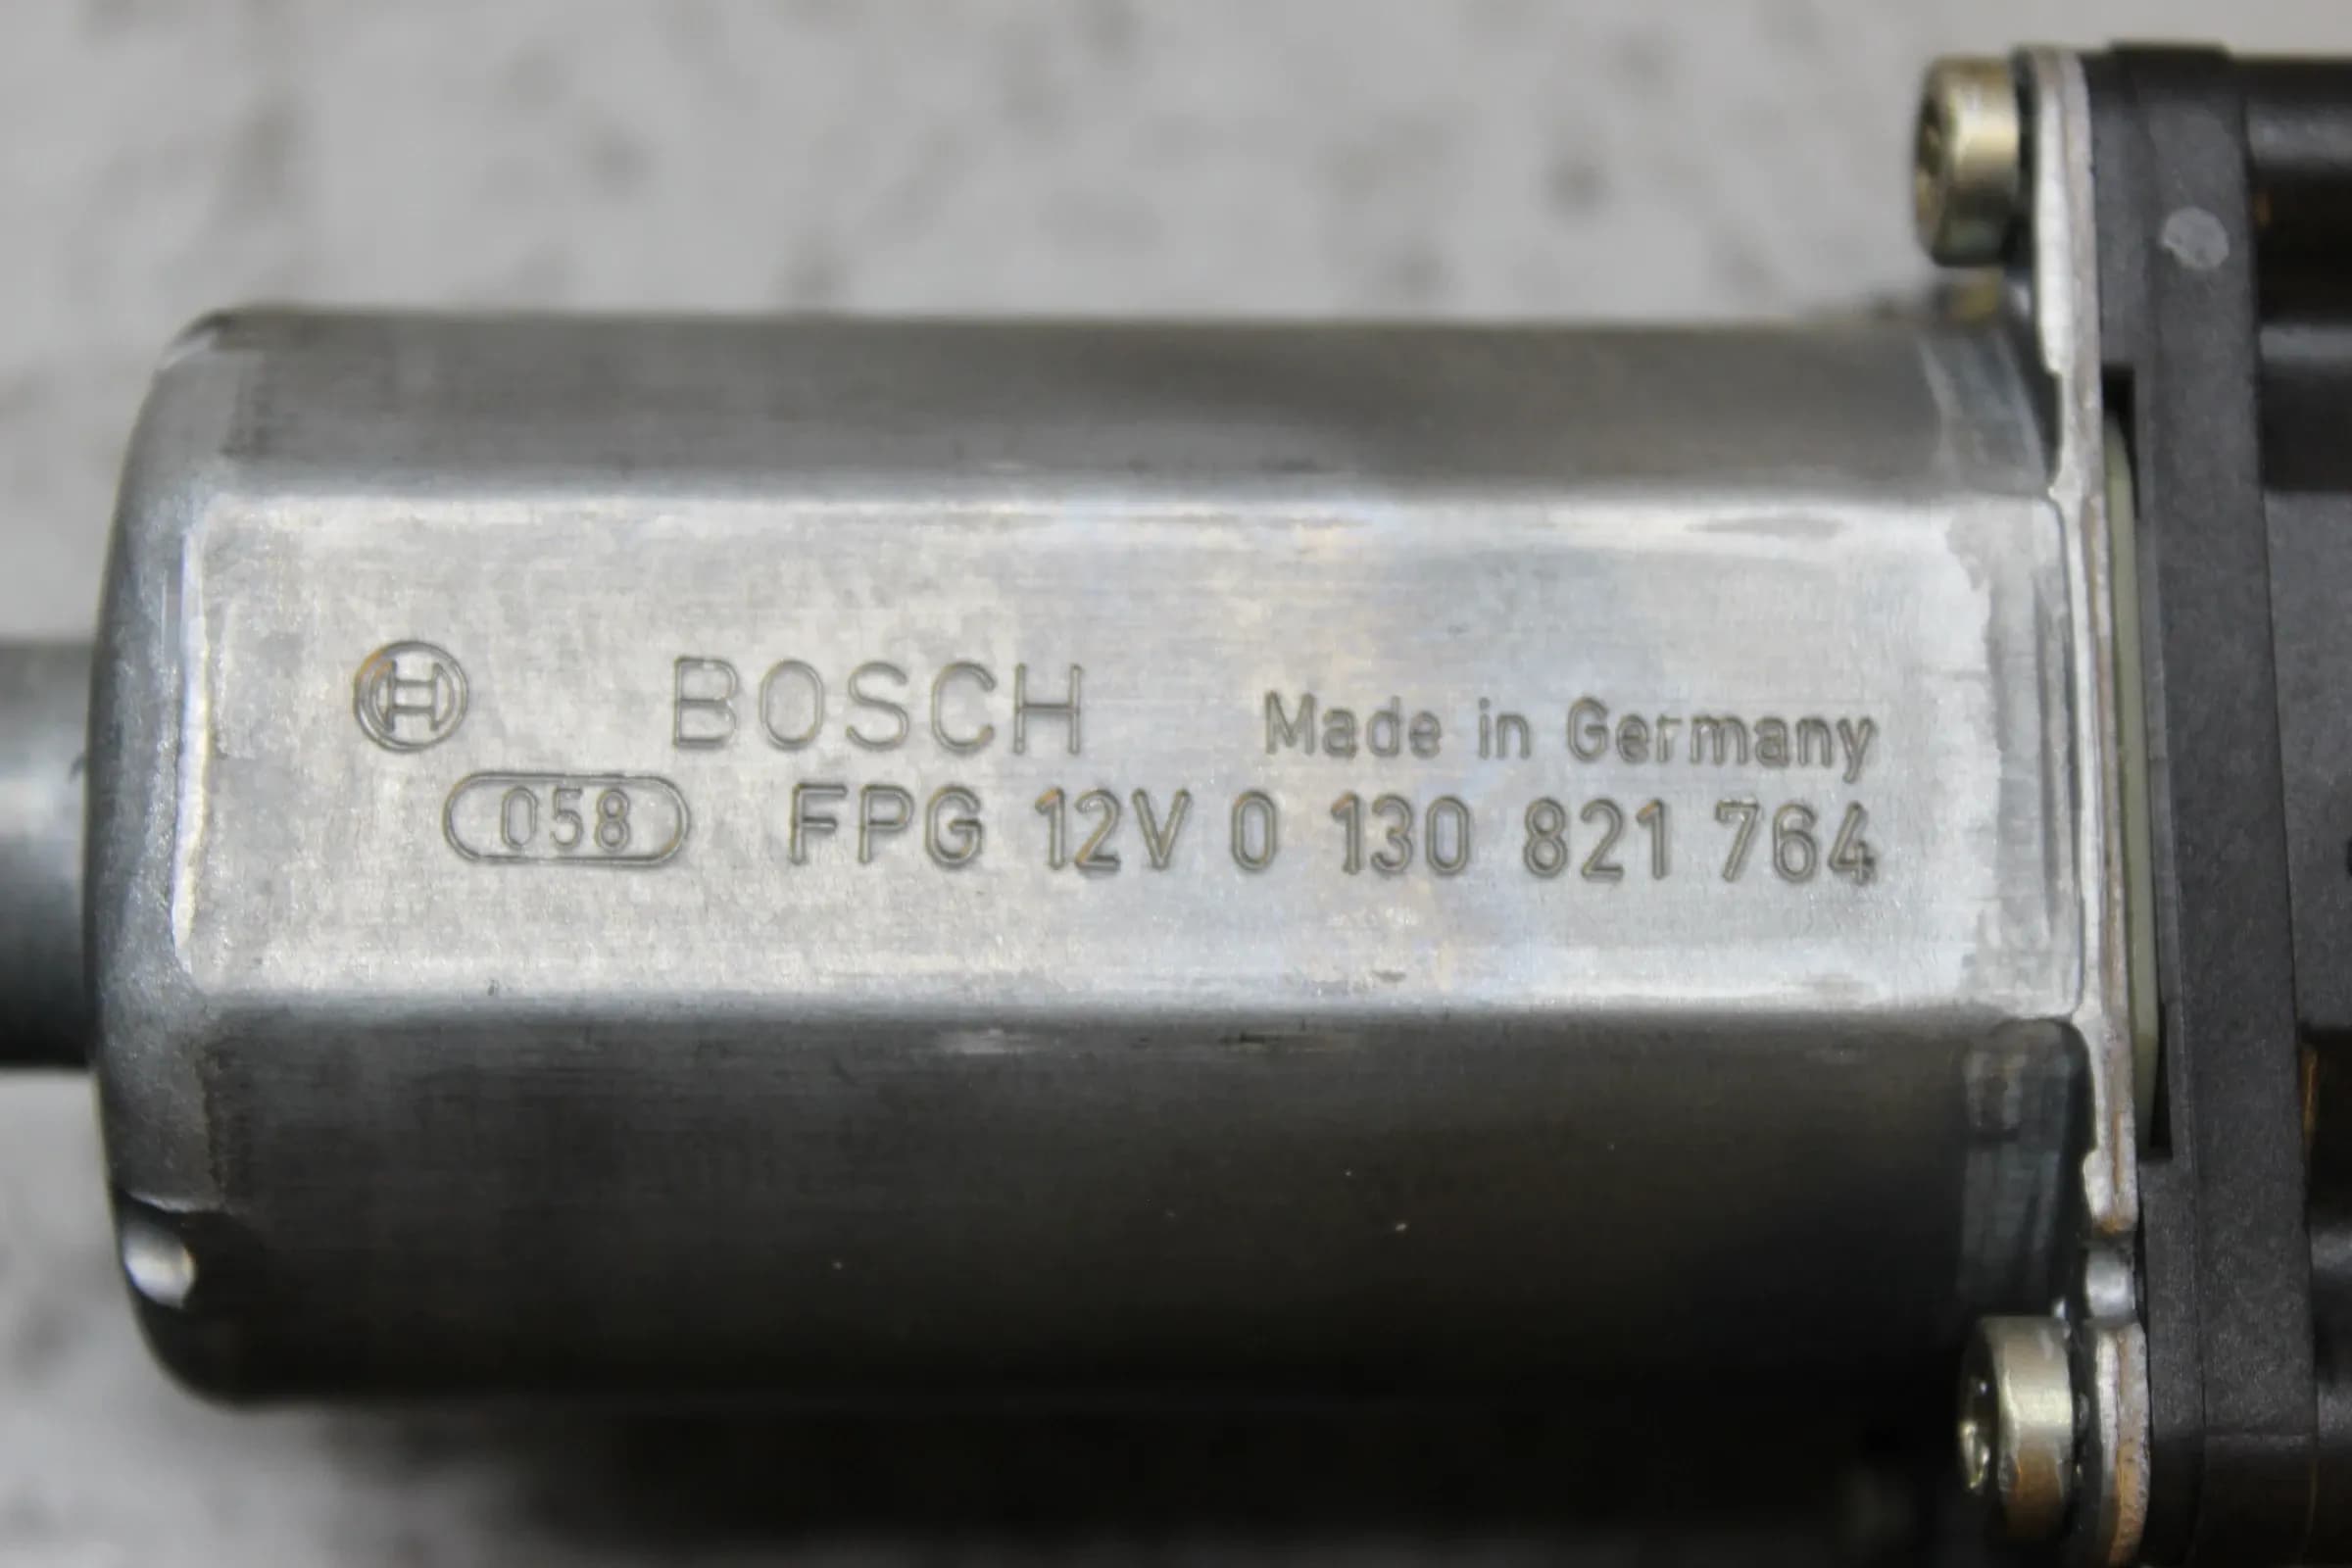 BOSCH Made in Germany
058 FPG 12V 0 130 821 764